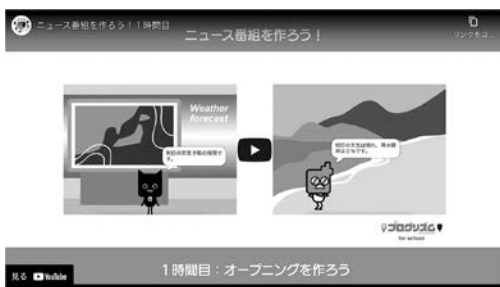 ニュース番組を作ろう！1時間目
ニュース番組を作ろう！
リンクをコ...
Weather
forecast
明日の天気予報の時間です。
明日の天気は晴れ、降水確率は0％です。
プログリズム
for school
見る YouTube
1時間目：オープニングを作ろう